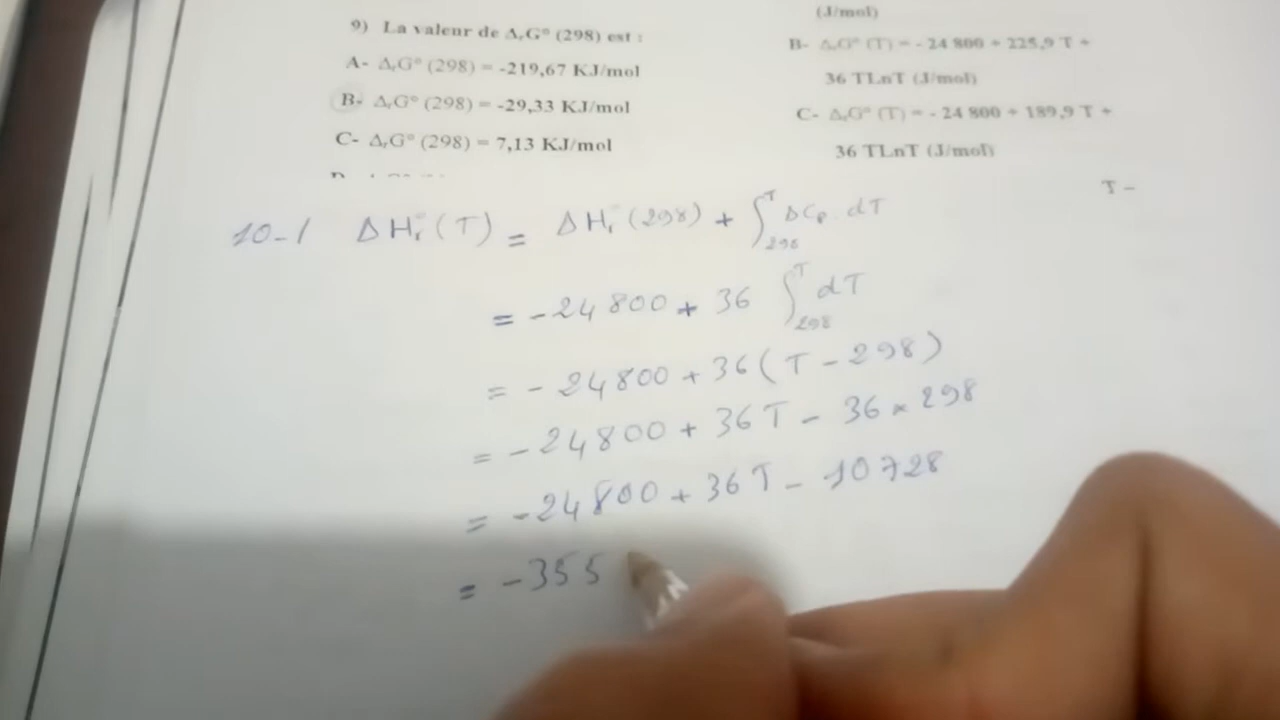 9) La valeur de ΔᵣG° (298) est :
A- ΔᵣG° (298) = -219,67 KJ/mol
B- ΔᵣG° (298) = -29,33 KJ/mol
C- ΔᵣG° (298) = 7,13 KJ/mol
(J/mol)
B- ΔᵣG° (T) = - 24 800 + 225,9 T +
36 TLnT (J/mol)
C- ΔᵣG° (T) = - 24 800 + 189,9 T +
36 TLnT (J/mol)
T -
10-/ ΔHᵣ°(T) = ΔHᵣ°(298) + ∫₂₉₈ᵀ ΔCₚ.dT
= -24800 + 36 ∫₂₉₈ᵀ dT
= - 24800 + 36 ( T - 298)
= - 24800 + 36T - 36 × 298
= -24800 + 36T - 10728
= -355